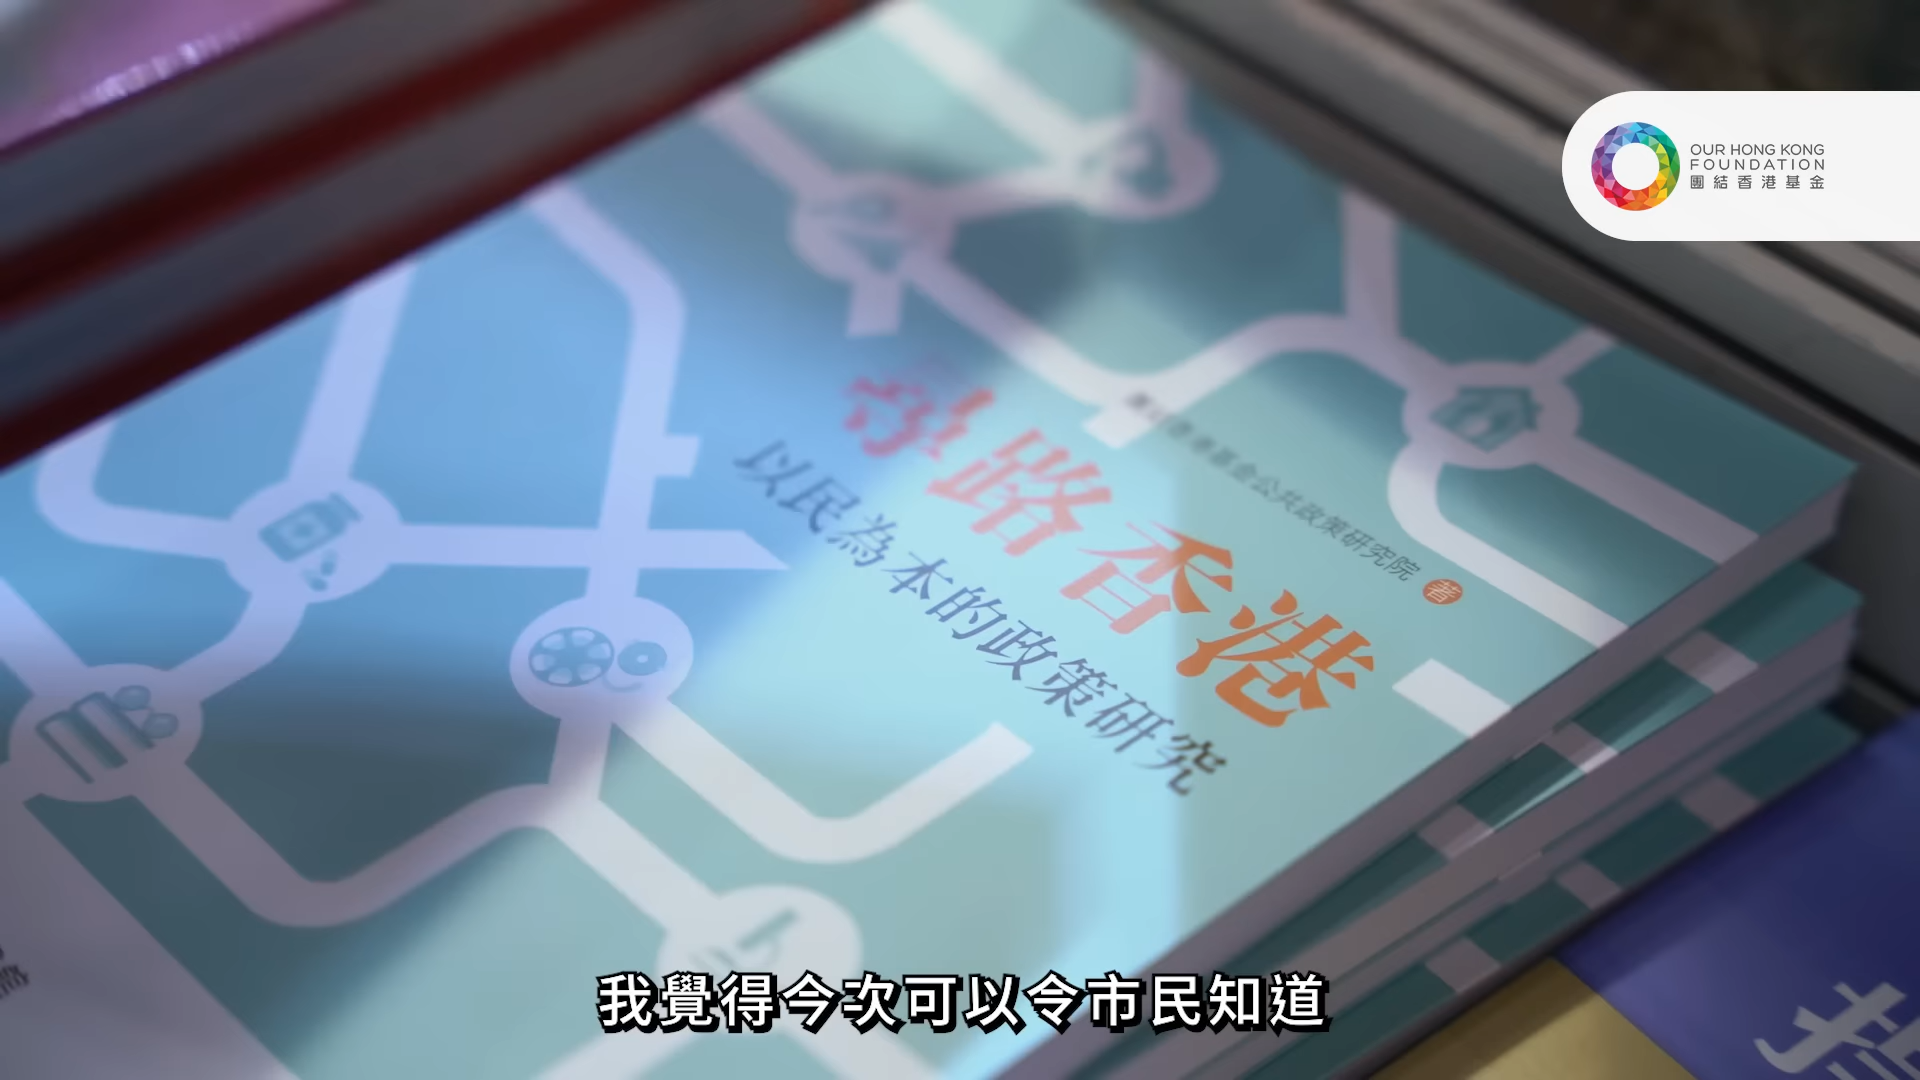 OUR HONG KONG
FOUNDATION
團結香港基金
團結香港基金公共政策研究院 著
學路香港
以民為本的政策研究
我覺得今次可以令市民知道